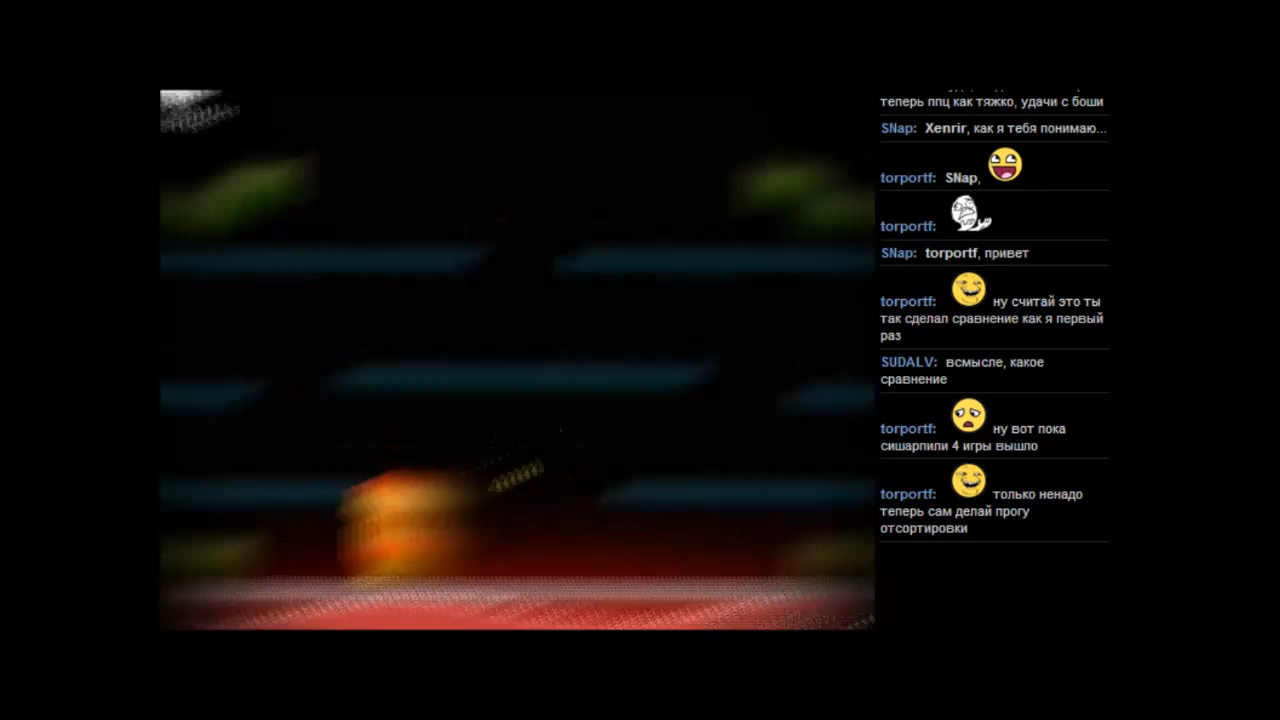 теперь ппц как тяжко, удачи с боши
SNap: Xenrir, как я тебя понимаю...
torportf: SNap,
torportf:
SNap: torportf, привет
torportf: ну считай это ты
так сделал сравнение как я первый
раз
SUDALV: всмысле, какое
сравнение
torportf: ну вот пока
сишарпили 4 игры вышло
torportf: только ненадо
теперь сам делай прогу
отсортировки